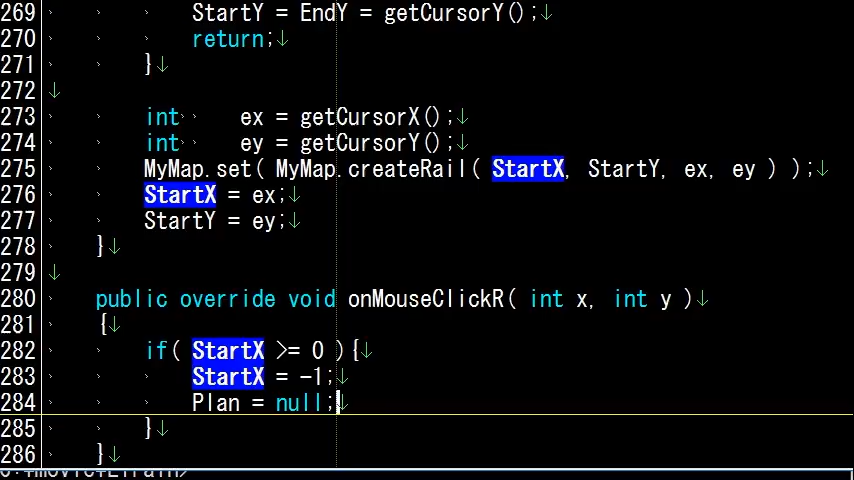 269 StartY = EndY = getCursorY();↓
270 return;↓
271 }↓
272 ↓
273 int ex = getCursorX();↓
274 int ey = getCursorY();↓
275 MyMap.set( MyMap.createRail( StartX, StartY, ex, ey ) );↓
276 StartX = ex;↓
277 StartY = ey;↓
278 }↓
279 ↓
280 public override void onMouseClickR( int x, int y )↓
281 {↓
282 if( StartX >= 0 ){↓
283 StartX = -1;↓
284 Plan = null;↓
285 }↓
286 }↓